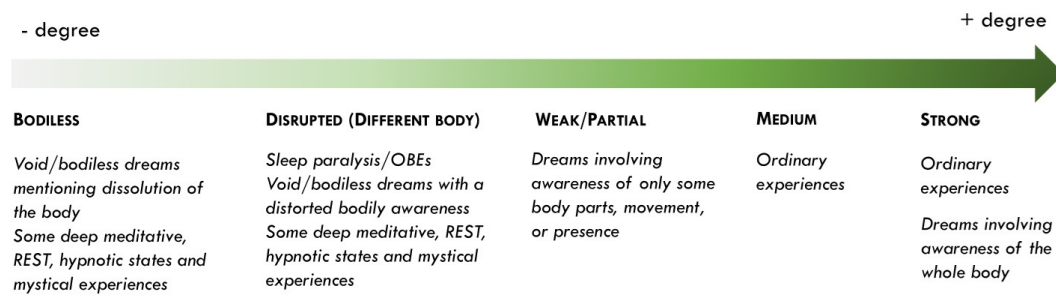 - degree
+ degree
BODILESS
Void/bodiless dreams
mentioning dissolution of
the body
Some deep meditative,
REST, hypnotic states and
mystical experiences
DISRUPTED (DIFFERENT BODY)
Sleep paralysis/OBEs
Void/bodiless dreams with a
distorted bodily awareness
Some deep meditative, REST,
hypnotic states and mystical
experiences
WEAK/PARTIAL
Dreams involving
awareness of only some
body parts, movement,
or presence
MEDIUM
Ordinary
experiences
STRONG
Ordinary
experiences
Dreams involving
awareness of the
whole body